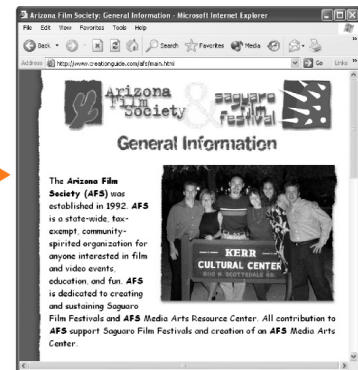 Arizona Film Society: General Information - Microsoft Internet Explorer
File Edit View Favorites Tools Help
Back Search Favorites Media
Address http://www.creationguide.com/afs/main.html Go Links »
Arizona Film Society & saguaro film festival
General Information
The Arizona Film
Society (AFS) was
established in 1992. AFS
is a state-wide, tax-
exempt, community-
spirited organization for
anyone interested in film
and video events,
education, and fun. AFS
is dedicated to creating
and sustaining Saguaro
Film Festivals and AFS Media Arts Resource Center. All contribution to
AFS support Saguaro Film Festivals and creation of an AFS Media Arts
Center.
KERR
CULTURAL CENTER
N. SCOTTSDALE RD.